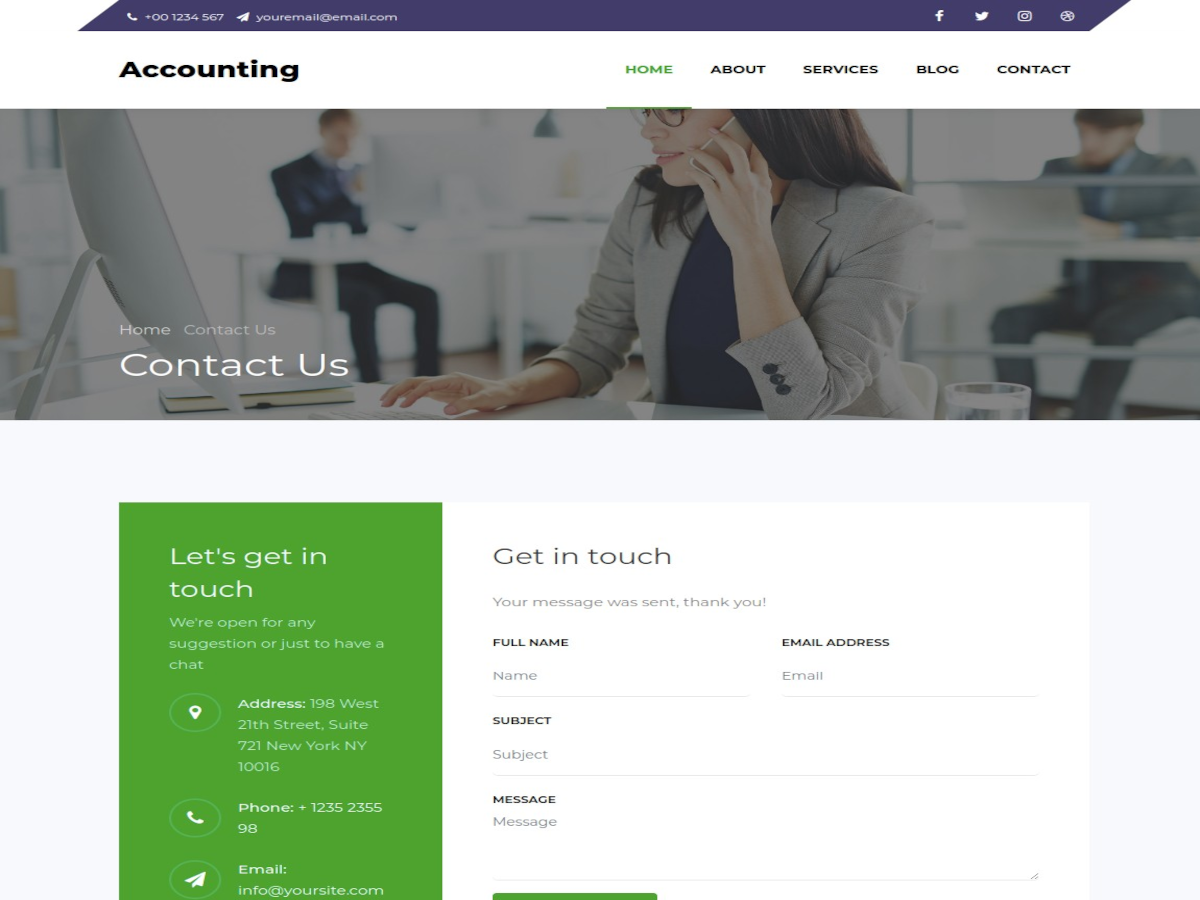 +00 1234 567 youremail@email.com
Accounting
HOME ABOUT SERVICES BLOG CONTACT
Home Contact Us
Contact Us
Let's get in
touch
We're open for any
suggestion or just to have a
chat
Address: 198 West
21th Street, Suite
721 New York NY
10016
Phone: + 1235 2355
98
Email:
info@yoursite.com
Get in touch
Your message was sent, thank you!
FULL NAME EMAIL ADDRESS
Name Email
SUBJECT
Subject
MESSAGE
Message